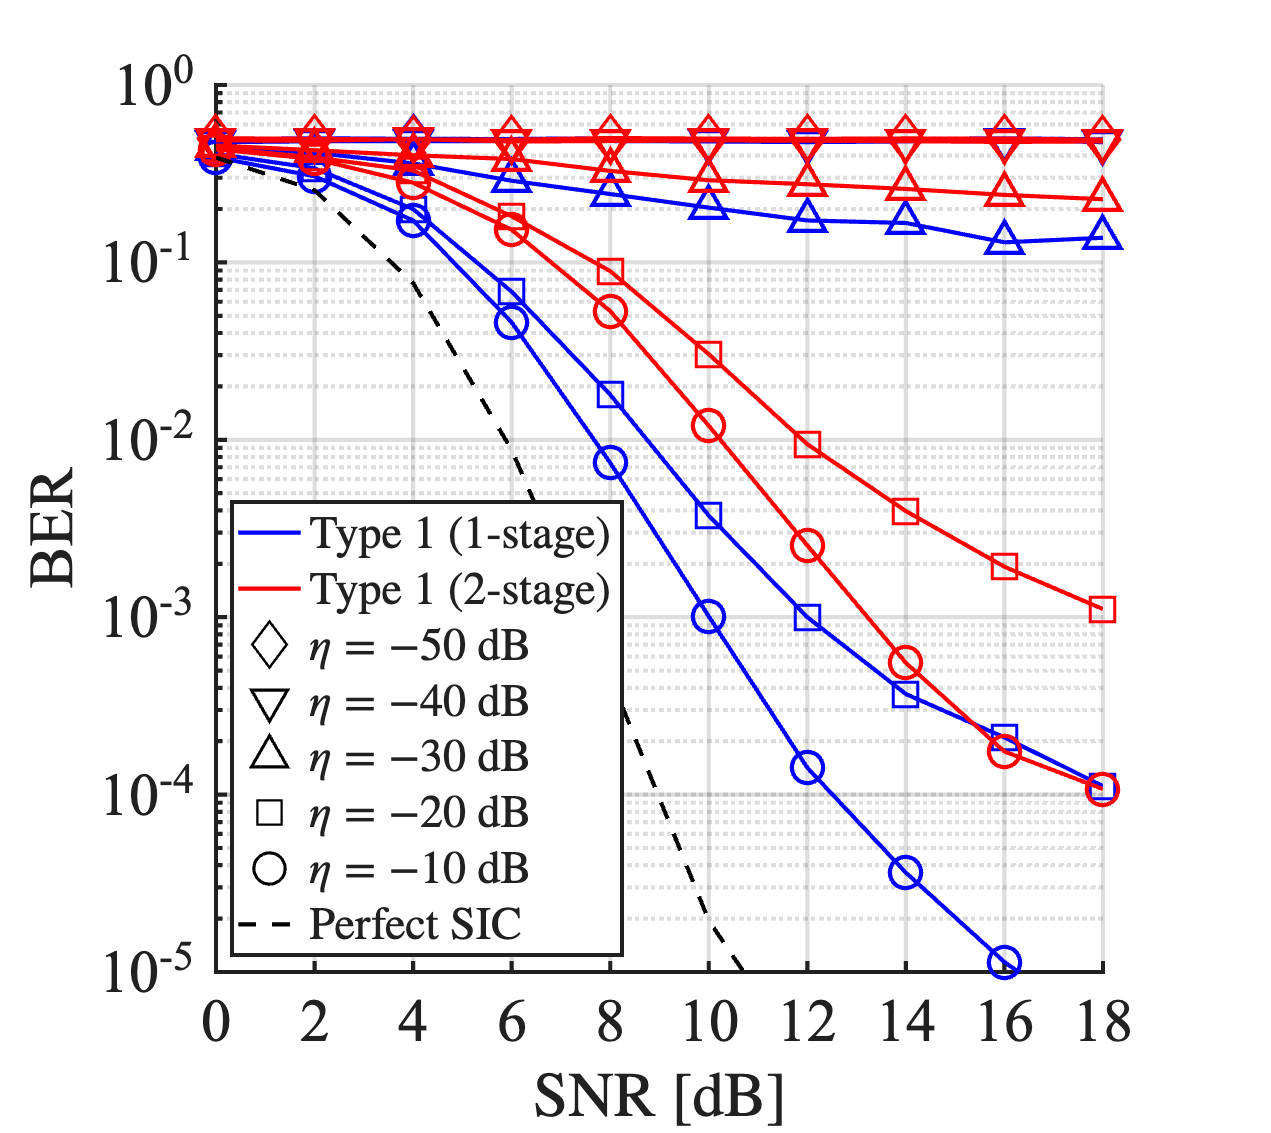 10^0
10^-1
10^-2
10^-3
10^-4
10^-5
BER
Type 1 (1-stage)
Type 1 (2-stage)
η = −50 dB
η = −40 dB
η = −30 dB
η = −20 dB
η = −10 dB
Perfect SIC
0 2 4 6 8 10 12 14 16 18
SNR [dB]